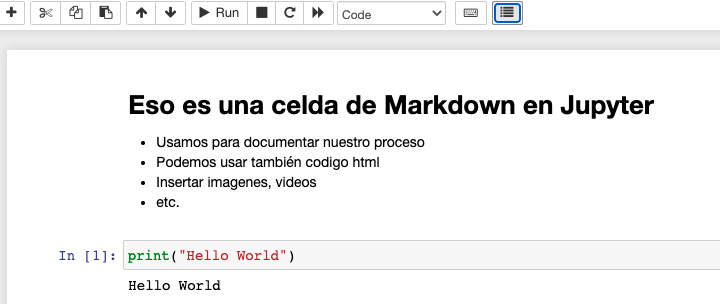 Run
Code
Eso es una celda de Markdown en Jupyter
Usamos para documentar nuestro proceso
Podemos usar también codigo html
Insertar imagenes, videos
etc.
In [1]: print("Hello World")
Hello World